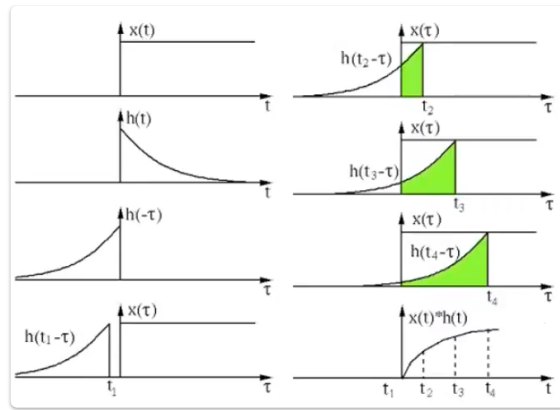 x(t)
t
h(t)
t
h(-τ)
τ
x(τ)
h(t₁-τ)
t₁
τ
x(τ)
h(t₂-τ)
t₂
τ
x(τ)
h(t₃-τ)
t₃
τ
x(τ)
h(t₄-τ)
t₄
τ
x(t)*h(t)
t₁ t₂ t₃ t₄ t